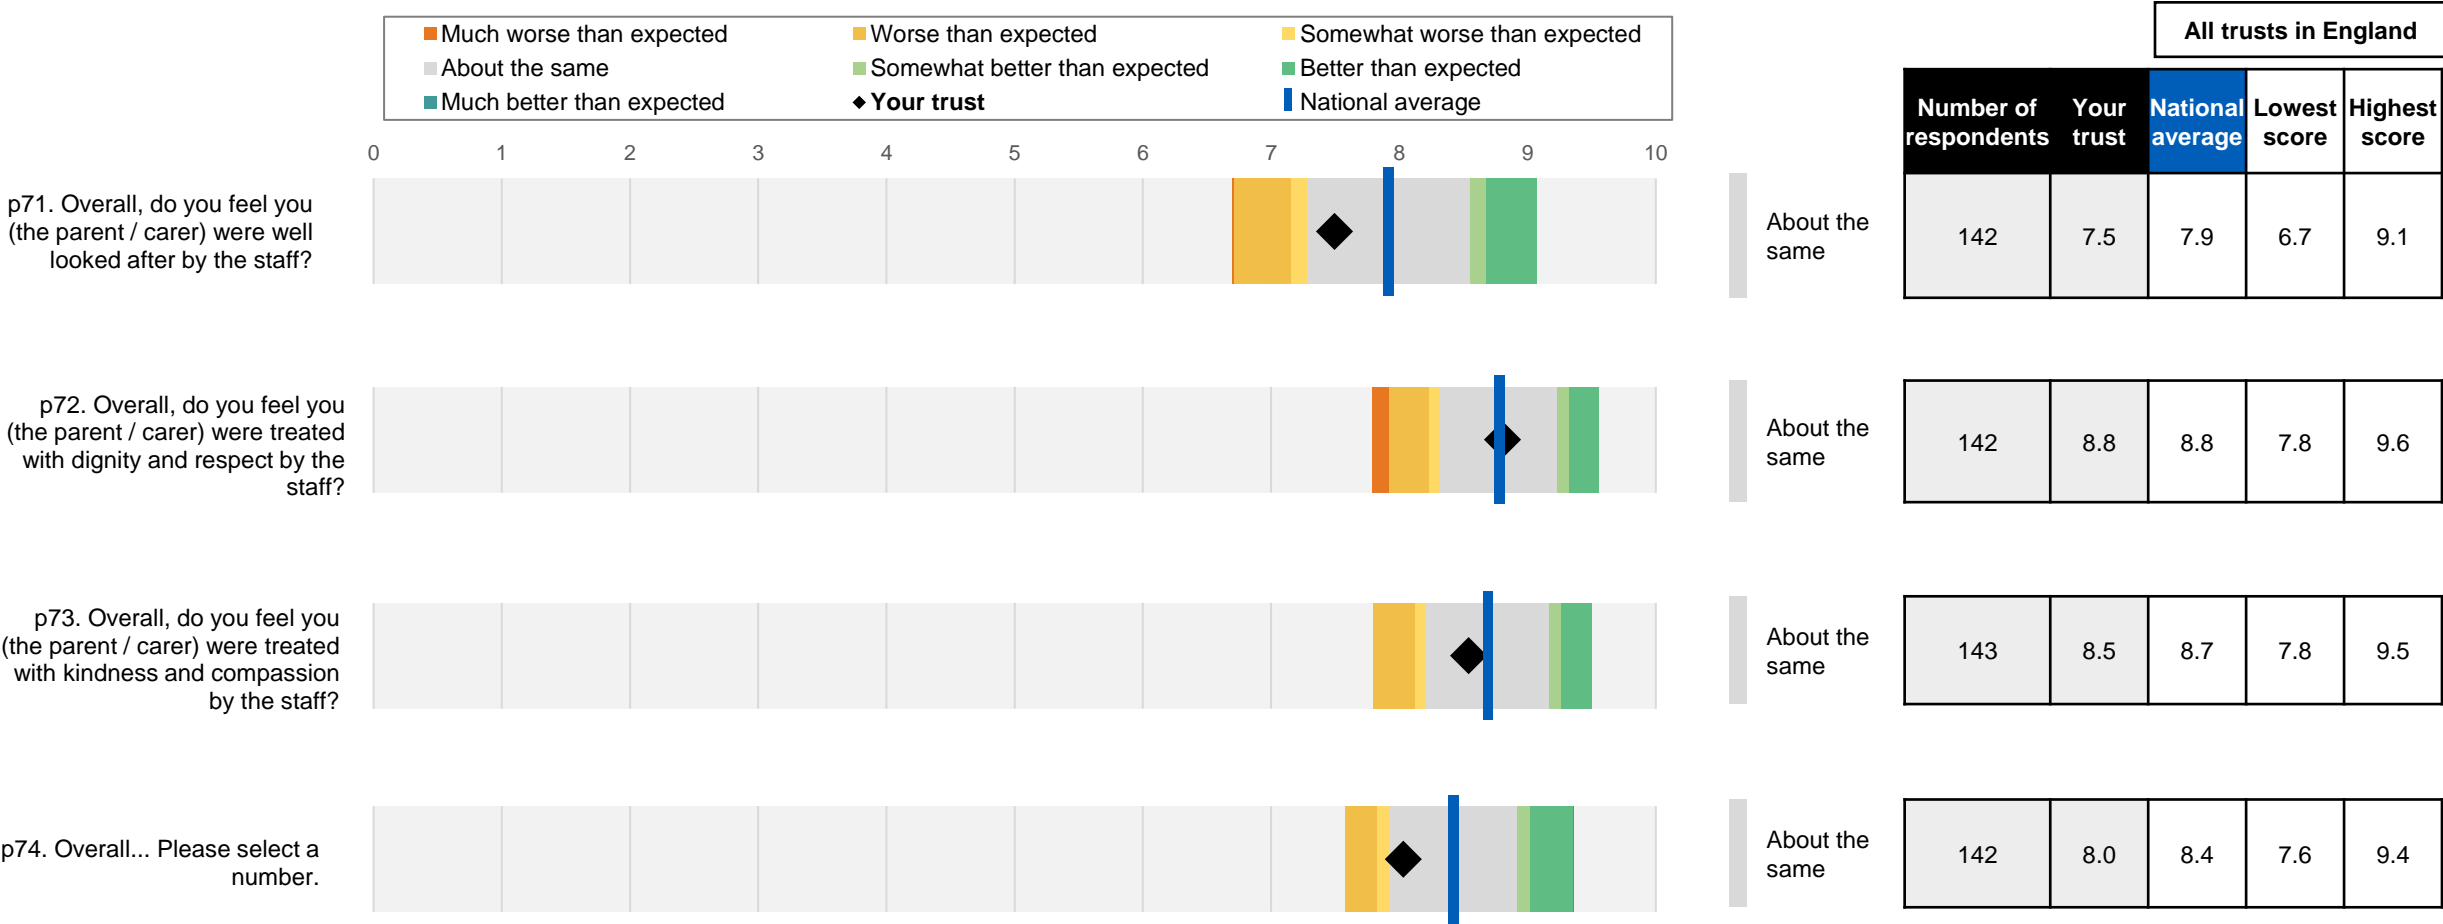 All trusts in England
Much worse than expected
Worse than expected
Somewhat worse than expected
About the same
Somewhat better than expected
Better than expected
Much better than expected
Your trust
National average
Number of respondents
Your trust
National average
Lowest score
Highest score
0 1 2 3 4 5 6 7 8 9 10
p71. Overall, do you feel you
(the parent / carer) were well
looked after by the staff?
About the
same
142 7.5 7.9 6.7 9.1
p72. Overall, do you feel you
(the parent / carer) were treated
with dignity and respect by the
staff?
About the
same
142 8.8 8.8 7.8 9.6
p73. Overall, do you feel you
(the parent / carer) were treated
with kindness and compassion
by the staff?
About the
same
143 8.5 8.7 7.8 9.5
p74. Overall... Please select a
number.
About the
same
142 8.0 8.4 7.6 9.4